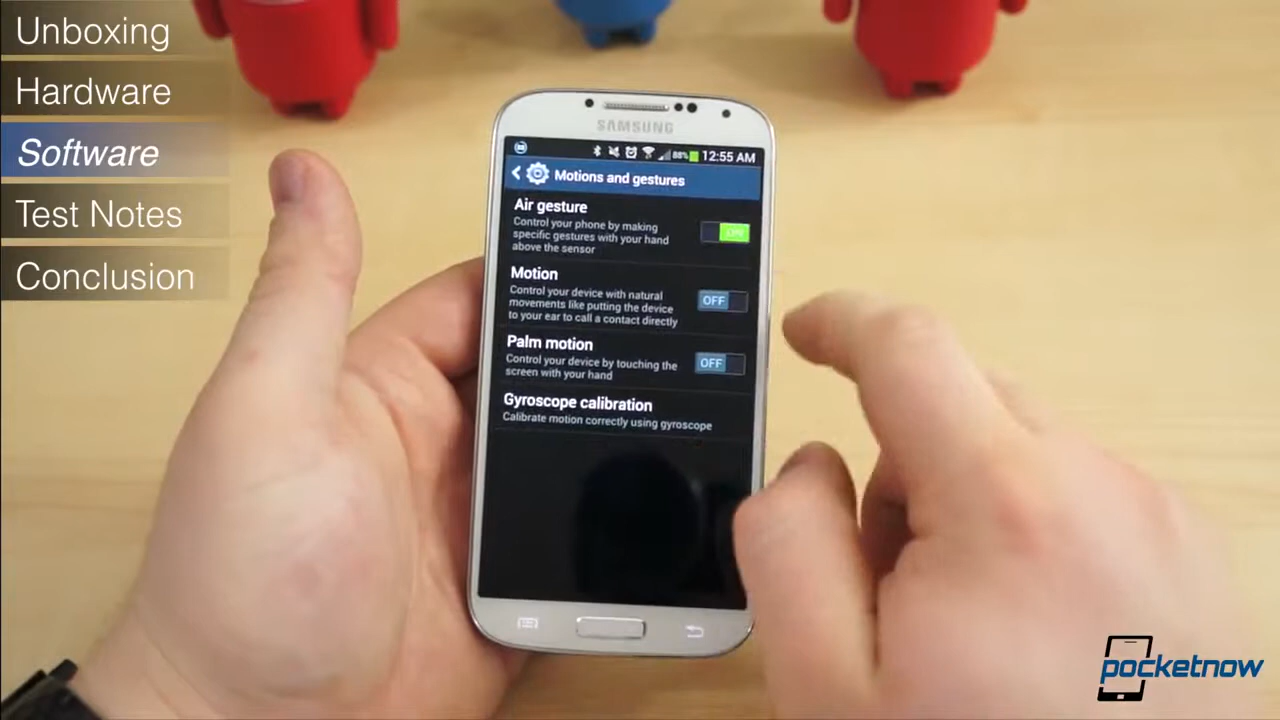 Unboxing
Hardware
Software
Test Notes
Conclusion
SAMSUNG
88% 12:55 AM
Motions and gestures
Air gesture
Control your phone by making
specific gestures with your hand
above the sensor
ON
Motion
Control your device with natural
movements like putting the device
to your ear to call a contact directly
OFF
Palm motion
Control your device by touching the
screen with your hand
OFF
Gyroscope calibration
Calibrate motion correctly using gyroscope
pocketnow